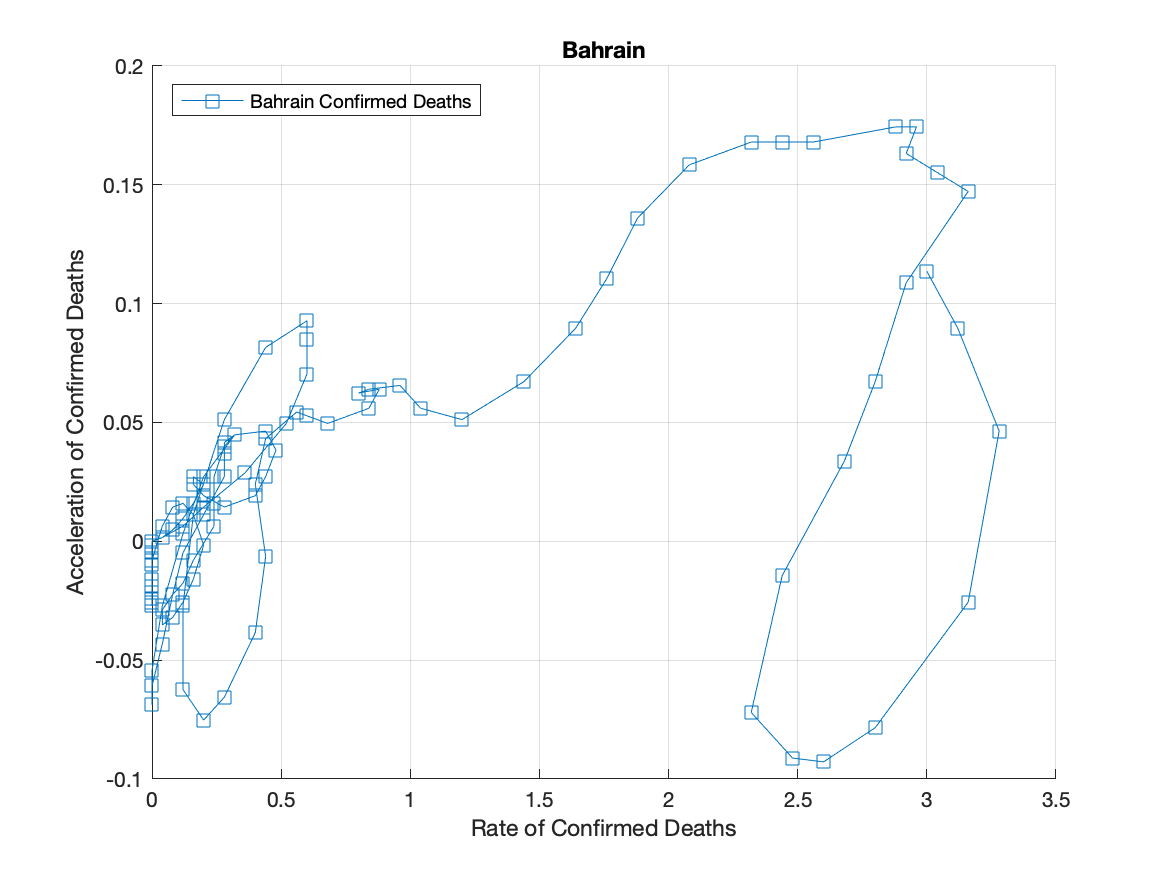 Bahrain
Bahrain Confirmed Deaths
0.2
0.15
0.1
0.05
0
-0.05
-0.1
Acceleration of Confirmed Deaths
0 0.5 1 1.5 2 2.5 3 3.5
Rate of Confirmed Deaths